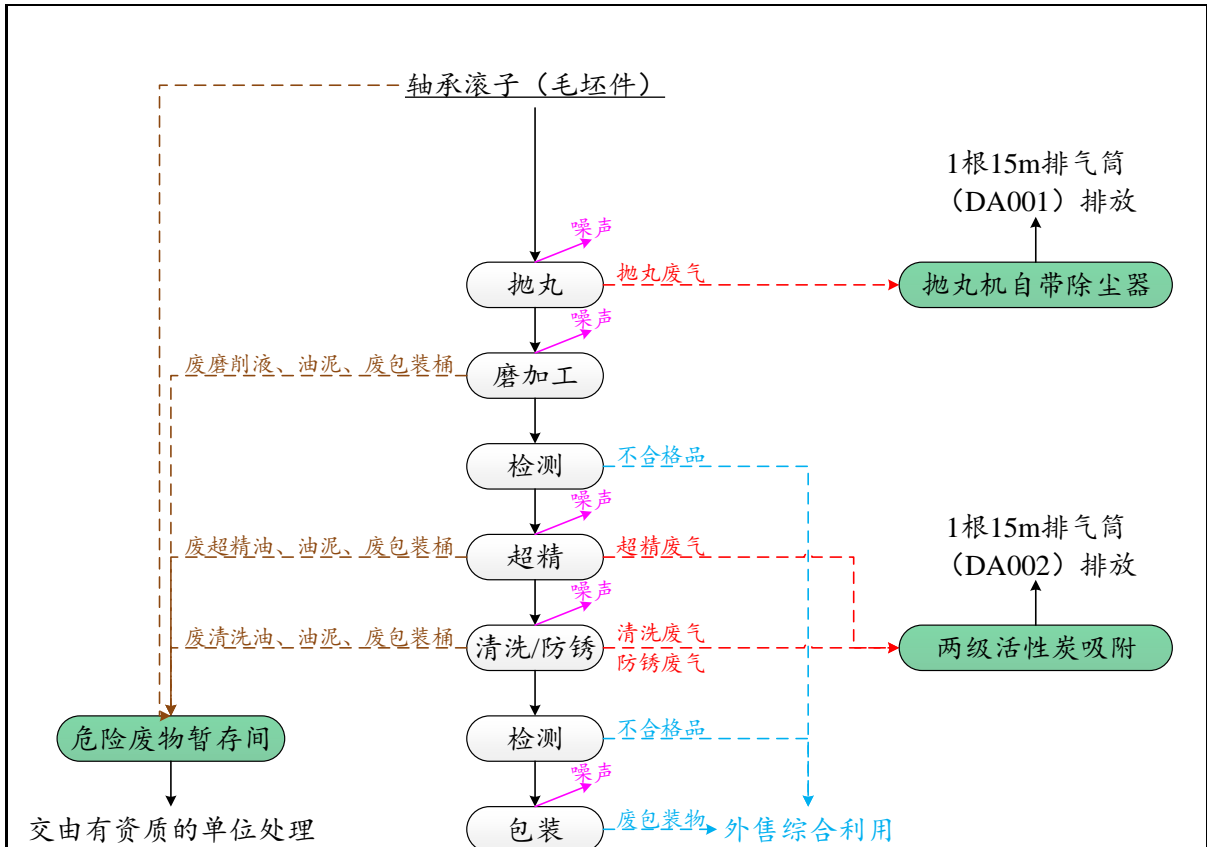 轴承滚子（毛坯件）
1根15m排气筒
（DA001）排放
噪声
抛丸
抛丸废气
抛丸机自带除尘器
噪声
废磨削液、油泥、废包装桶
磨加工
检测
不合格品
噪声
1根15m排气筒
（DA002）排放
废超精油、油泥、废包装桶
超精
超精废气
噪声
废清洗油、油泥、废包装桶
清洗/防锈
清洗废气
防锈废气
两级活性炭吸附
危险废物暂存间
检测
不合格品
噪声
交由有资质的单位处理
包装
废包装物
外售综合利用